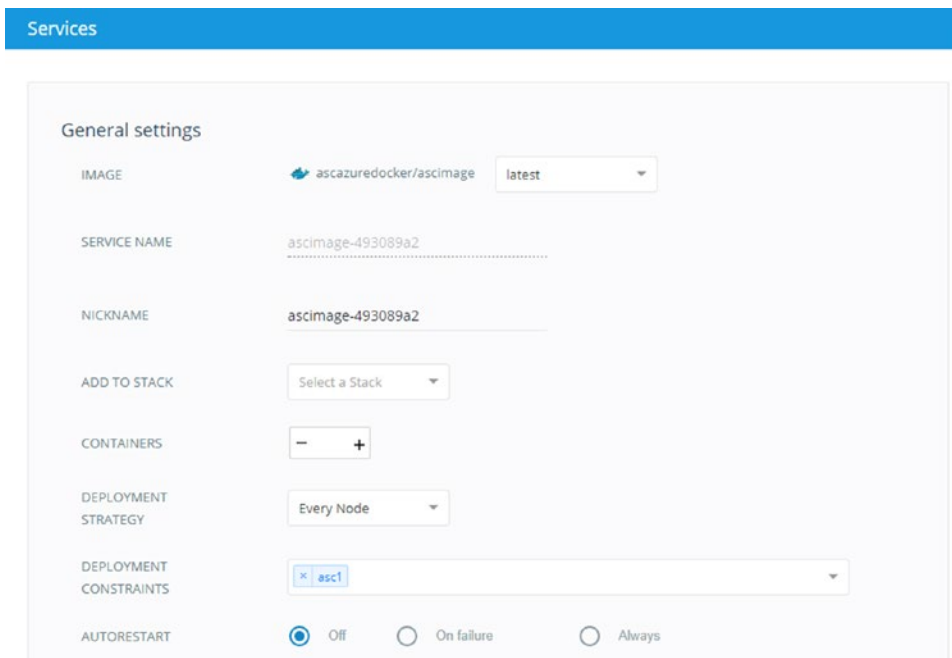 Services
General settings
IMAGE ascazuredocker/ascimage latest
SERVICE NAME ascimage-493089a2
NICKNAME ascimage-493089a2
ADD TO STACK Select a Stack
CONTAINERS − +
DEPLOYMENT
STRATEGY Every Node
DEPLOYMENT
CONSTRAINTS × asc1
AUTORESTART Off On failure Always